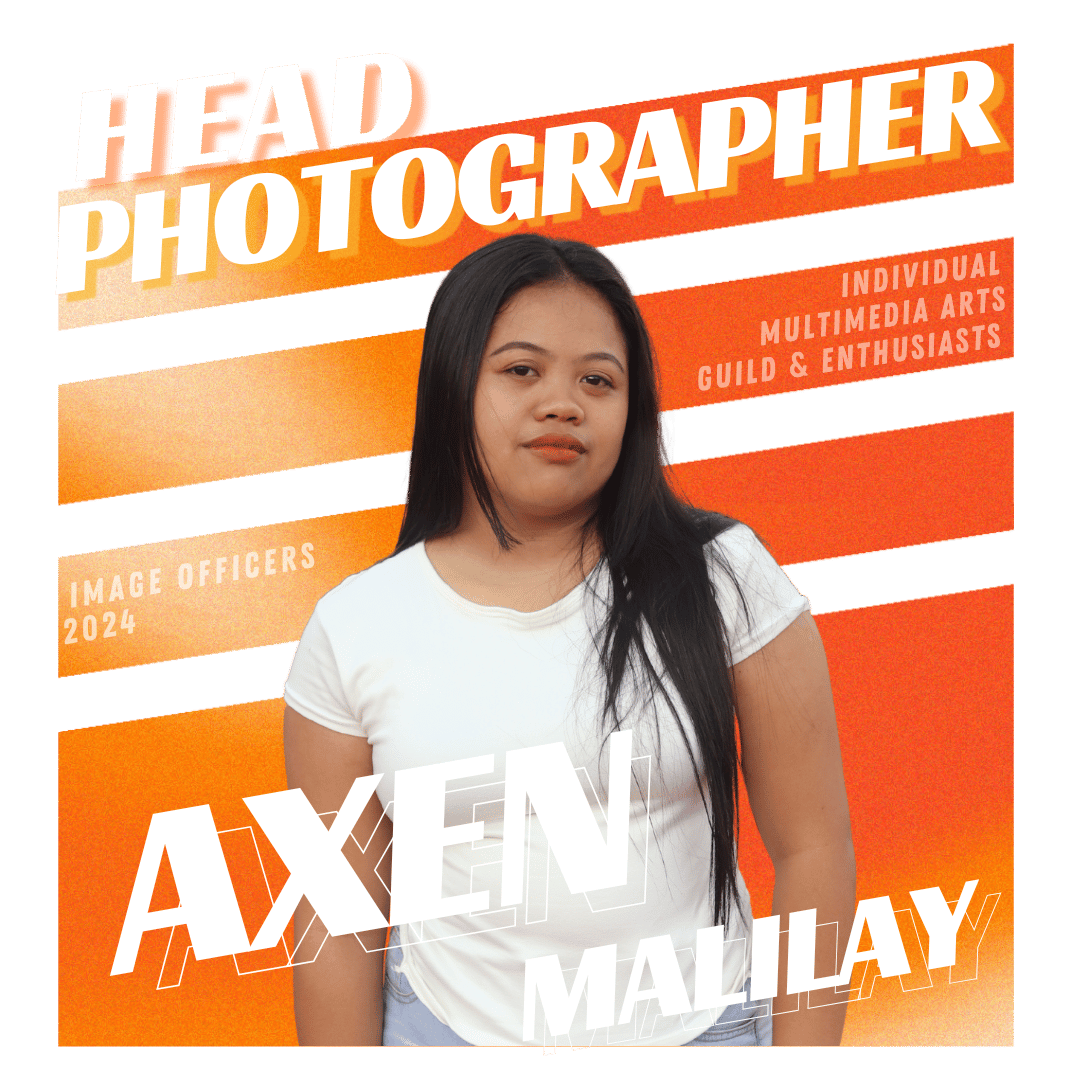 HEAD
PHOTOGRAPHER
INDIVIDUAL
MULTIMEDIA ARTS
GUILD & ENTHUSIASTS
IMAGE OFFICERS
2024
AXEN
MALILAY